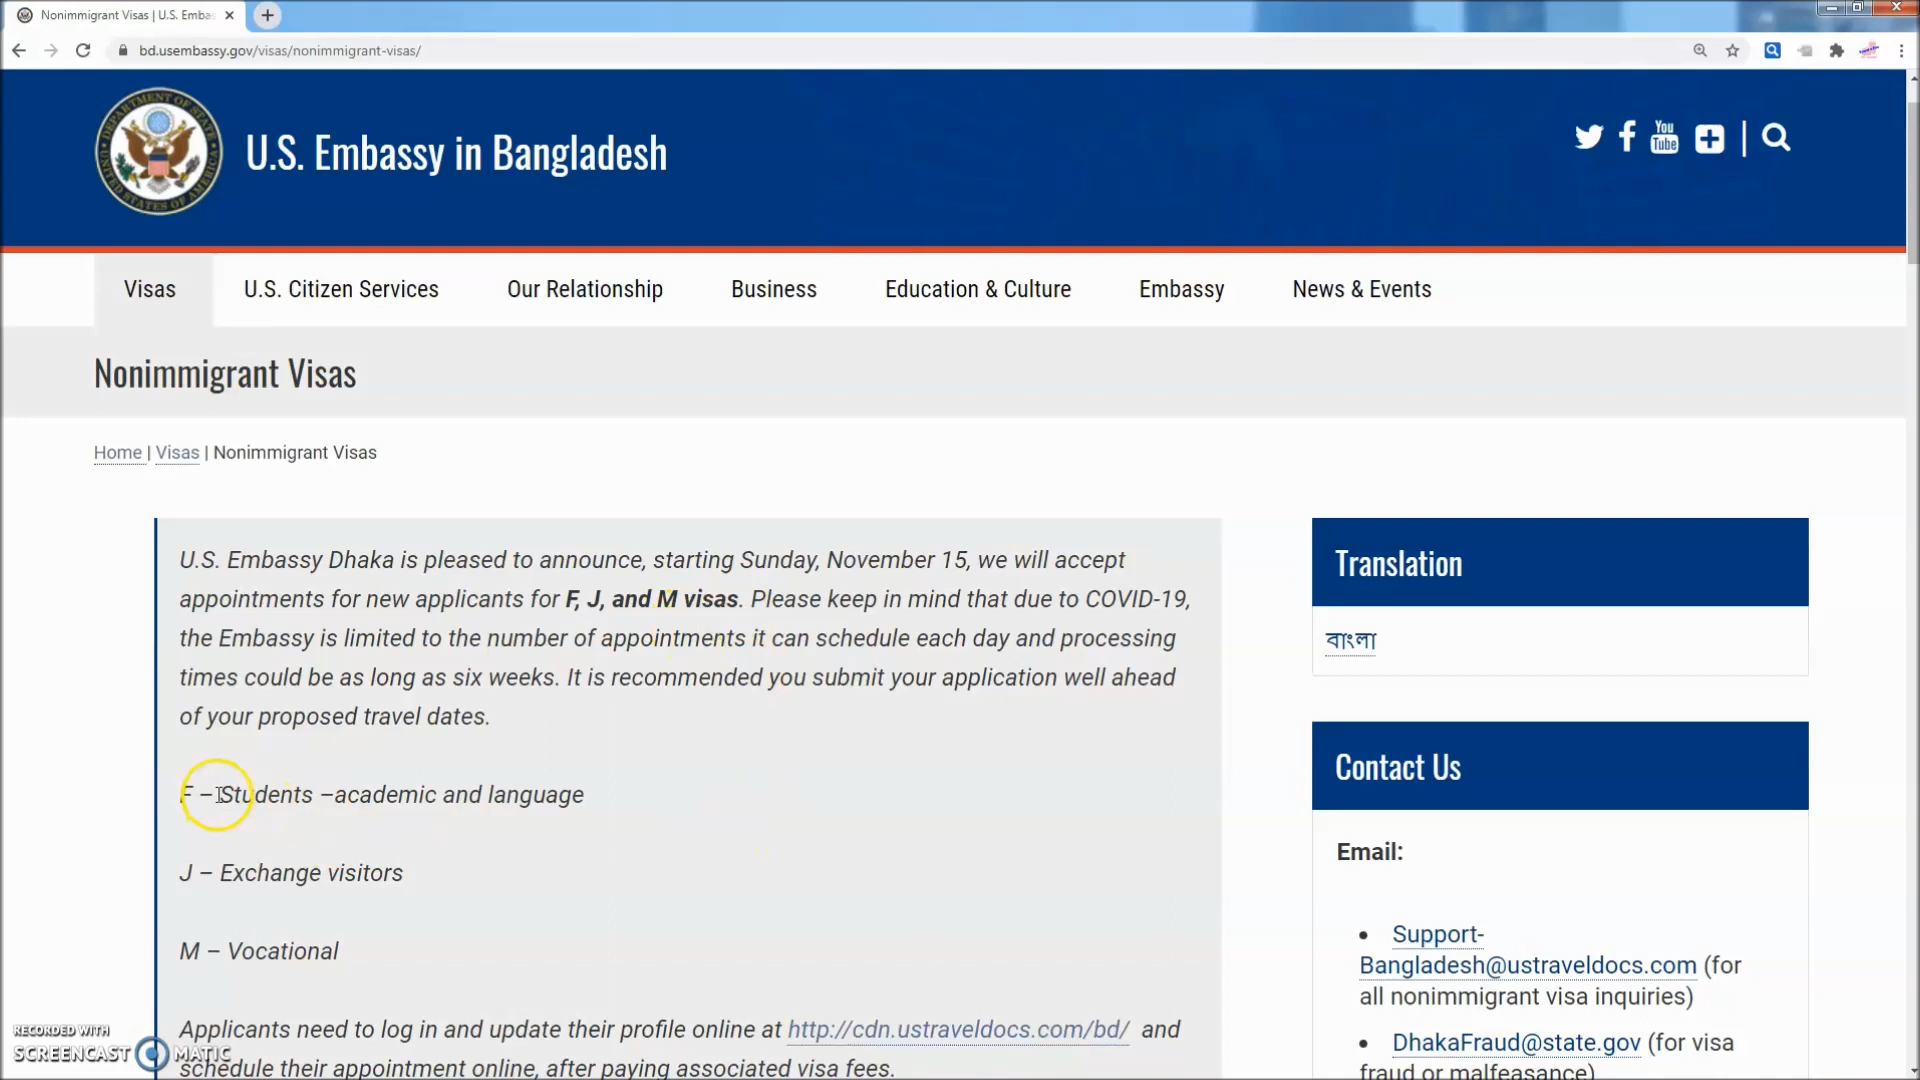 Nonimmigrant Visas | U.S. Embas
bd.usembassy.gov/visas/nonimmigrant-visas/
U.S. Embassy in Bangladesh
DEPARTMENT OF STATE
UNITED STATES OF AMERICA
You
Tube
Visas
U.S. Citizen Services
Our Relationship
Business
Education & Culture
Embassy
News & Events
Nonimmigrant Visas
Home | Visas | Nonimmigrant Visas
U.S. Embassy Dhaka is pleased to announce, starting Sunday, November 15, we will accept
appointments for new applicants for F, J, and M visas. Please keep in mind that due to COVID-19,
the Embassy is limited to the number of appointments it can schedule each day and processing
times could be as long as six weeks. It is recommended you submit your application well ahead
of your proposed travel dates.
F – Students –academic and language
J – Exchange visitors
M – Vocational
Applicants need to log in and update their profile online at http://cdn.ustraveldocs.com/bd/ and
schedule their appointment online, after paying associated visa fees.
Translation
বাংলা
Contact Us
Email:
Support-
Bangladesh@ustraveldocs.com (for
all nonimmigrant visa inquiries)
DhakaFraud@state.gov (for visa
fraud or malfeasance)
RECORDED WITH
SCREENCAST MATIC